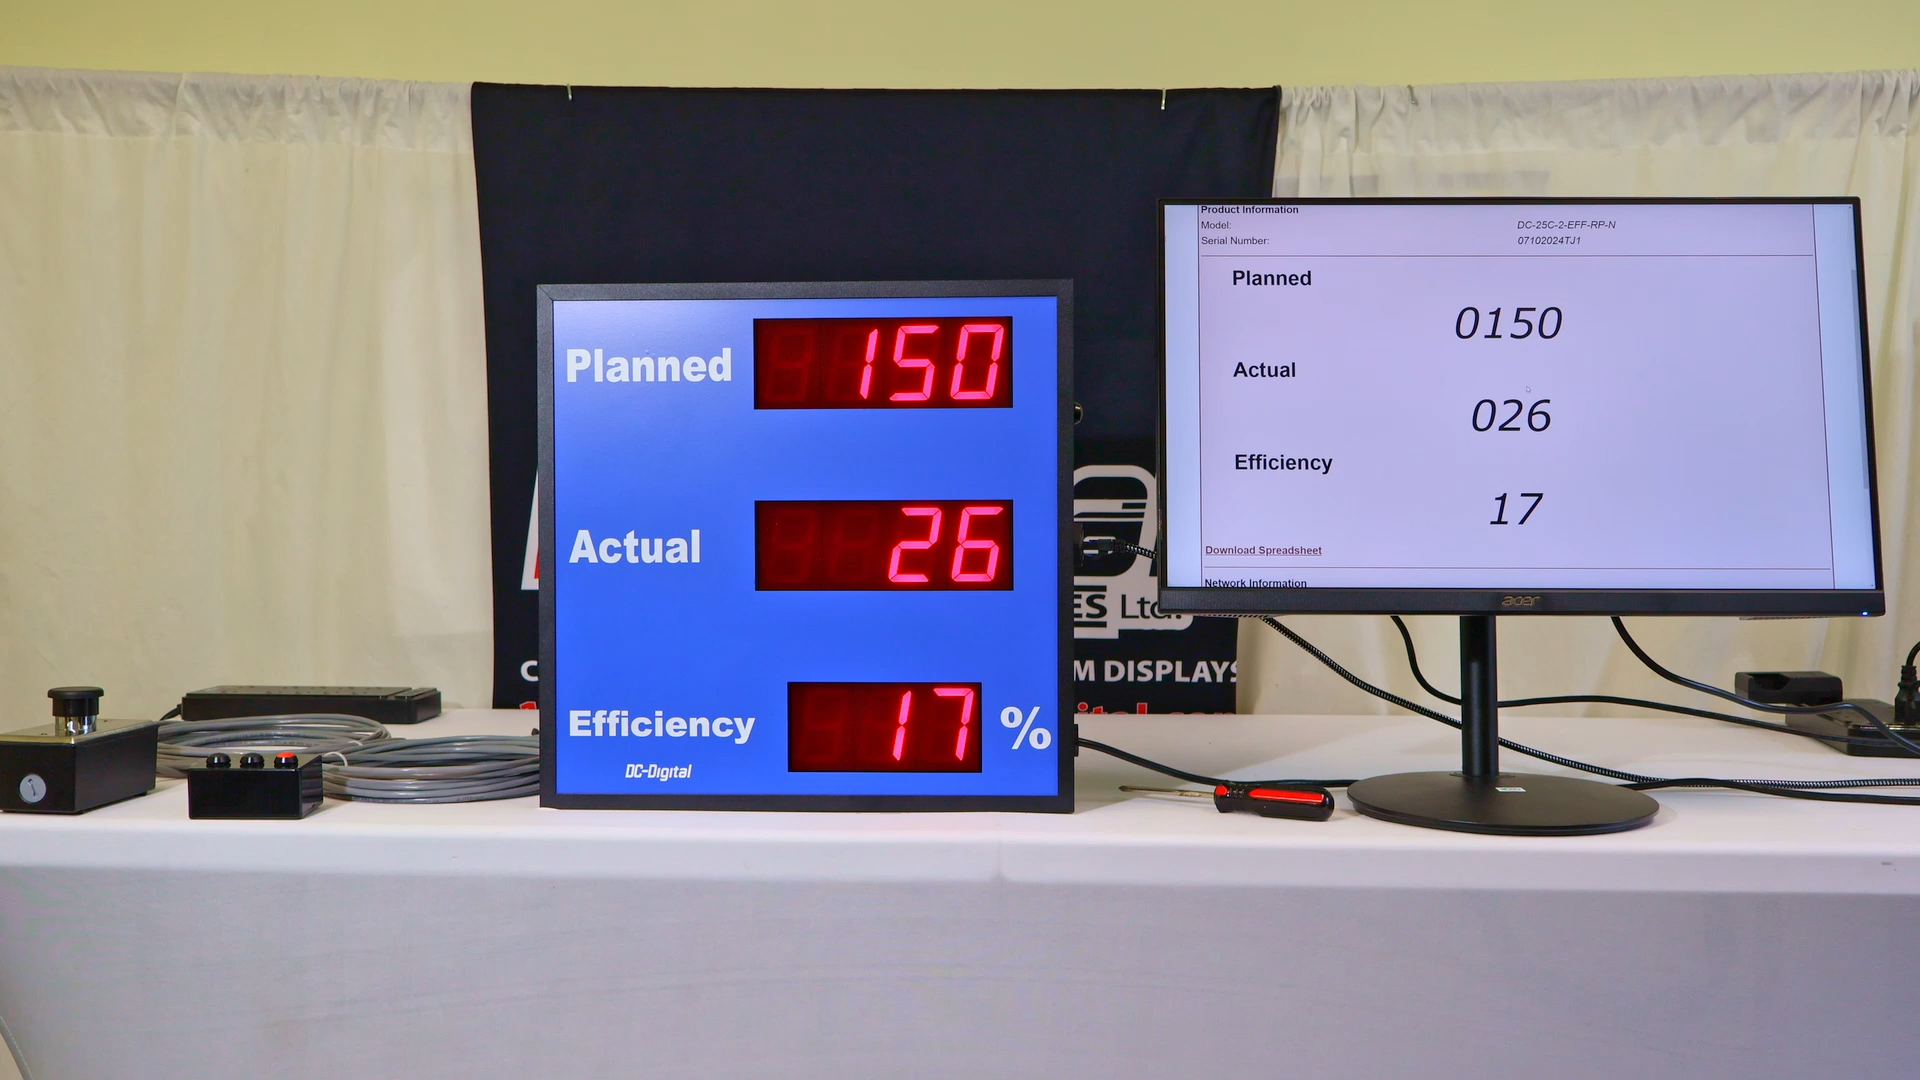 Planned
150
Actual
26
Efficiency
17
%
DC-Digital
Product Information
Model:
DC-25C-2-EFF-RP-N
Serial Number:
07102024TJ1
Planned
0150
Actual
026
Efficiency
17
Download Spreadsheet
Network Information
acer
ES Ltd.
M DISPLAYS